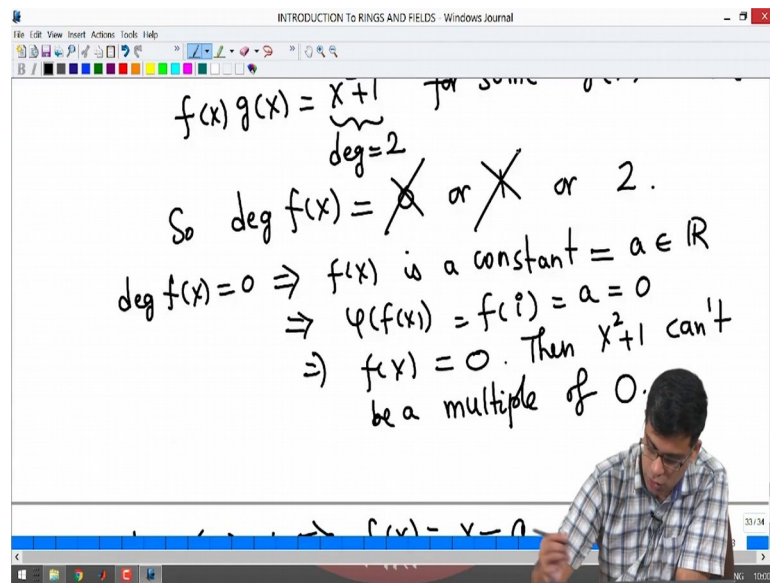 INTRODUCTION To RINGS AND FIELDS - Windows Journal
File Edit View Insert Actions Tools Help
B I
f(x) g(x) = x²+1 for some
deg=2
So deg f(x) = 0 or 1 or 2.
deg f(x) = 0 ⇒ f(x) is a constant = a ∈ ℝ
⇒ φ(f(x)) = f(i) = a = 0
⇒ f(x) = 0. Then x²+1 can't
be a multiple of 0.
⇒ f(x) = x - a
33/34
10:00